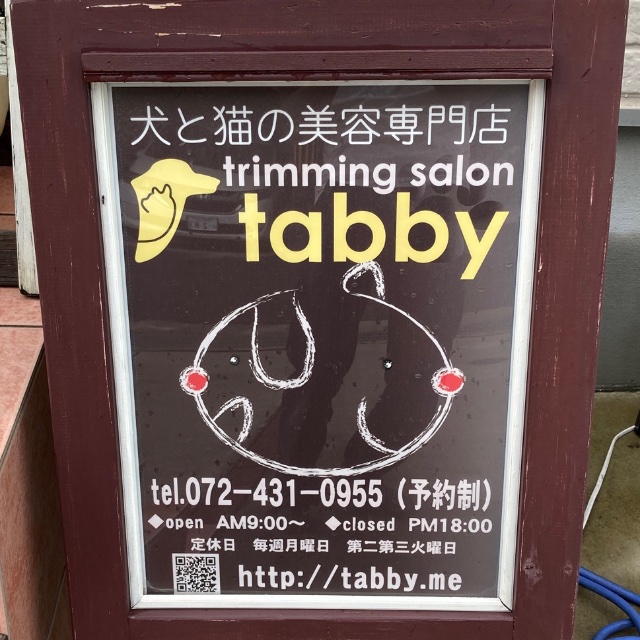 犬と猫の美容専門店
trimming salon
tabby
tel.072-431-0955（予約制）
◆open AM9:00〜 ◆closed PM18:00
定休日 毎週月曜日 第二第三火曜日
http://tabby.me